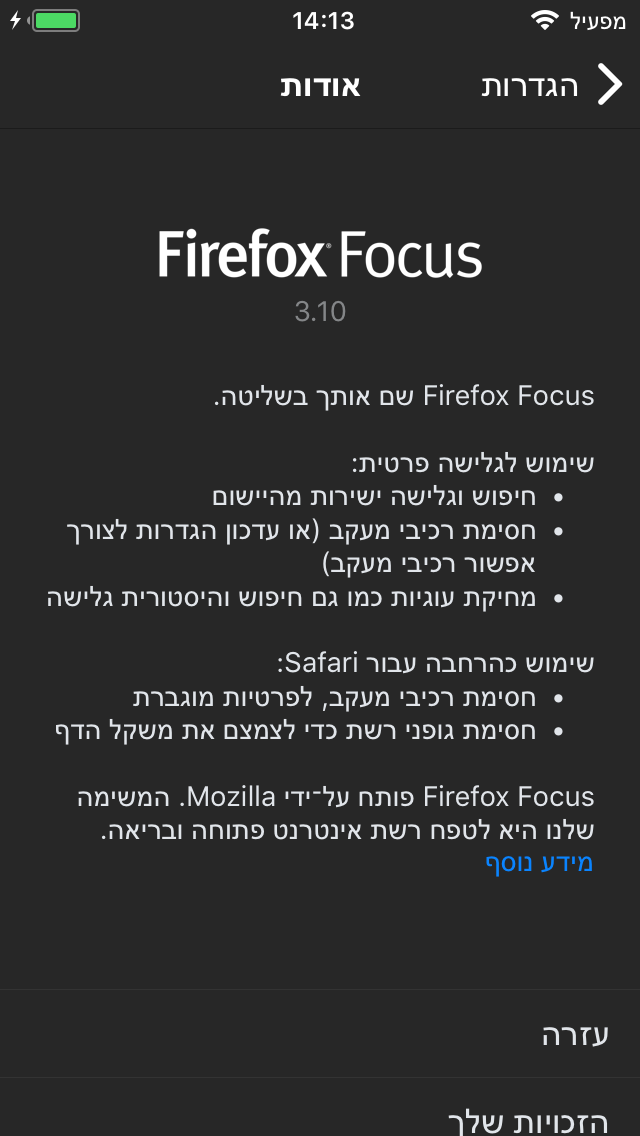 מפעיל 14:13
הגדרות
אודות
Firefox Focus
3.10
Firefox Focus שם אותך בשליטה.
שימוש לגלישה פרטית:
• חיפוש וגלישה ישירות מהיישום
• חסימת רכיבי מעקב (או עדכון הגדרות לצורך
אפשור רכיבי מעקב)
• מחיקת עוגיות כמו גם חיפוש והיסטורית גלישה
שימוש כהרחבה עבור Safari:
• חסימת רכיבי מעקב, לפרטיות מוגברת
• חסימת גופני רשת כדי לצמצם את משקל הדף
Firefox Focus פותח על־ידי Mozilla. המשימה
שלנו היא לטפח רשת אינטרנט פתוחה ובריאה.
מידע נוסף
עזרה
הזכויות שלך